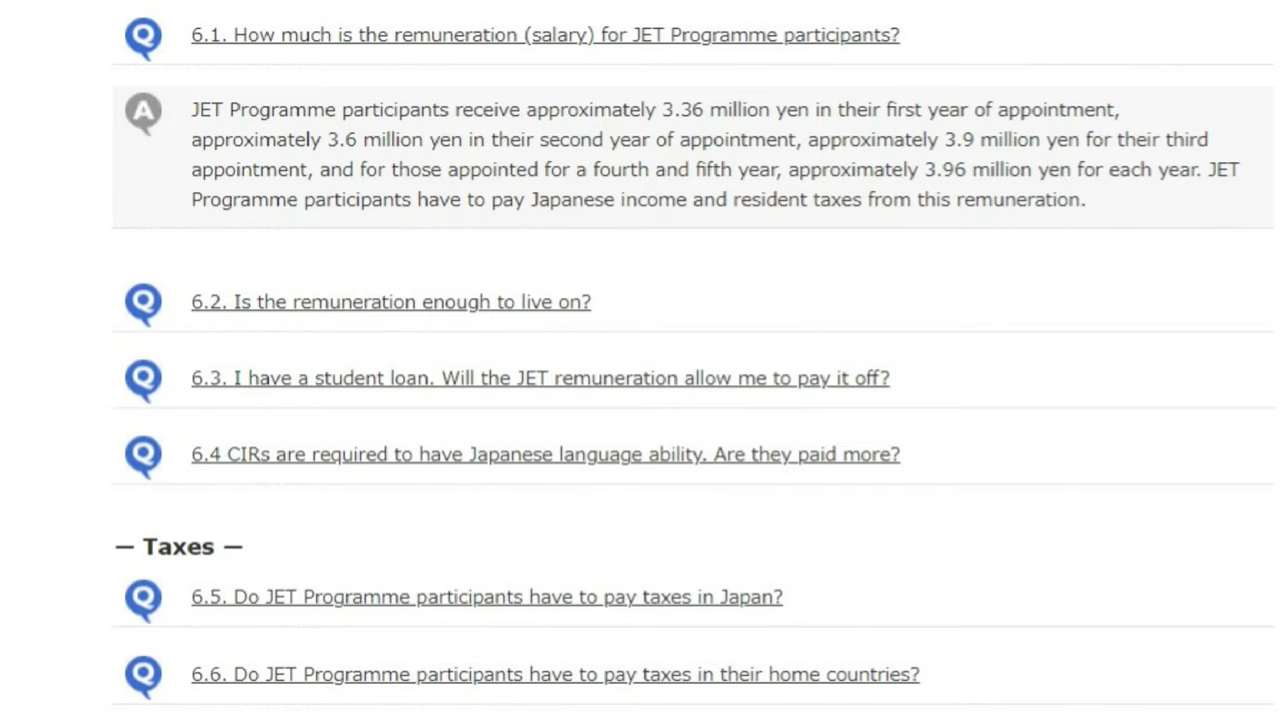 Q 6.1. How much is the remuneration (salary) for JET Programme participants?
A JET Programme participants receive approximately 3.36 million yen in their first year of appointment,
approximately 3.6 million yen in their second year of appointment, approximately 3.9 million yen for their third
appointment, and for those appointed for a fourth and fifth year, approximately 3.96 million yen for each year. JET
Programme participants have to pay Japanese income and resident taxes from this remuneration.
Q 6.2. Is the remuneration enough to live on?
Q 6.3. I have a student loan. Will the JET remuneration allow me to pay it off?
Q 6.4 CIRs are required to have Japanese language ability. Are they paid more?
— Taxes —
Q 6.5. Do JET Programme participants have to pay taxes in Japan?
Q 6.6. Do JET Programme participants have to pay taxes in their home countries?